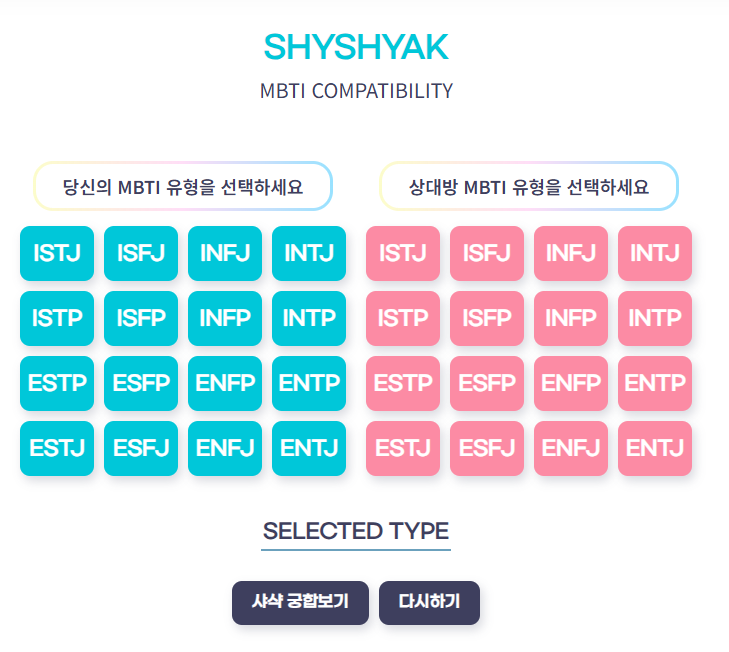 SHYSHYAK
MBTI COMPATIBILITY
당신의 MBTI 유형을 선택하세요
상대방 MBTI 유형을 선택하세요
ISTJ ISFJ INFJ INTJ ISTJ ISFJ INFJ INTJ
ISTP ISFP INFP INTP ISTP ISFP INFP INTP
ESTP ESFP ENFP ENTP ESTP ESFP ENFP ENTP
ESTJ ESFJ ENFJ ENTJ ESTJ ESFJ ENFJ ENTJ
SELECTED TYPE
샤샥 궁합보기 다시하기